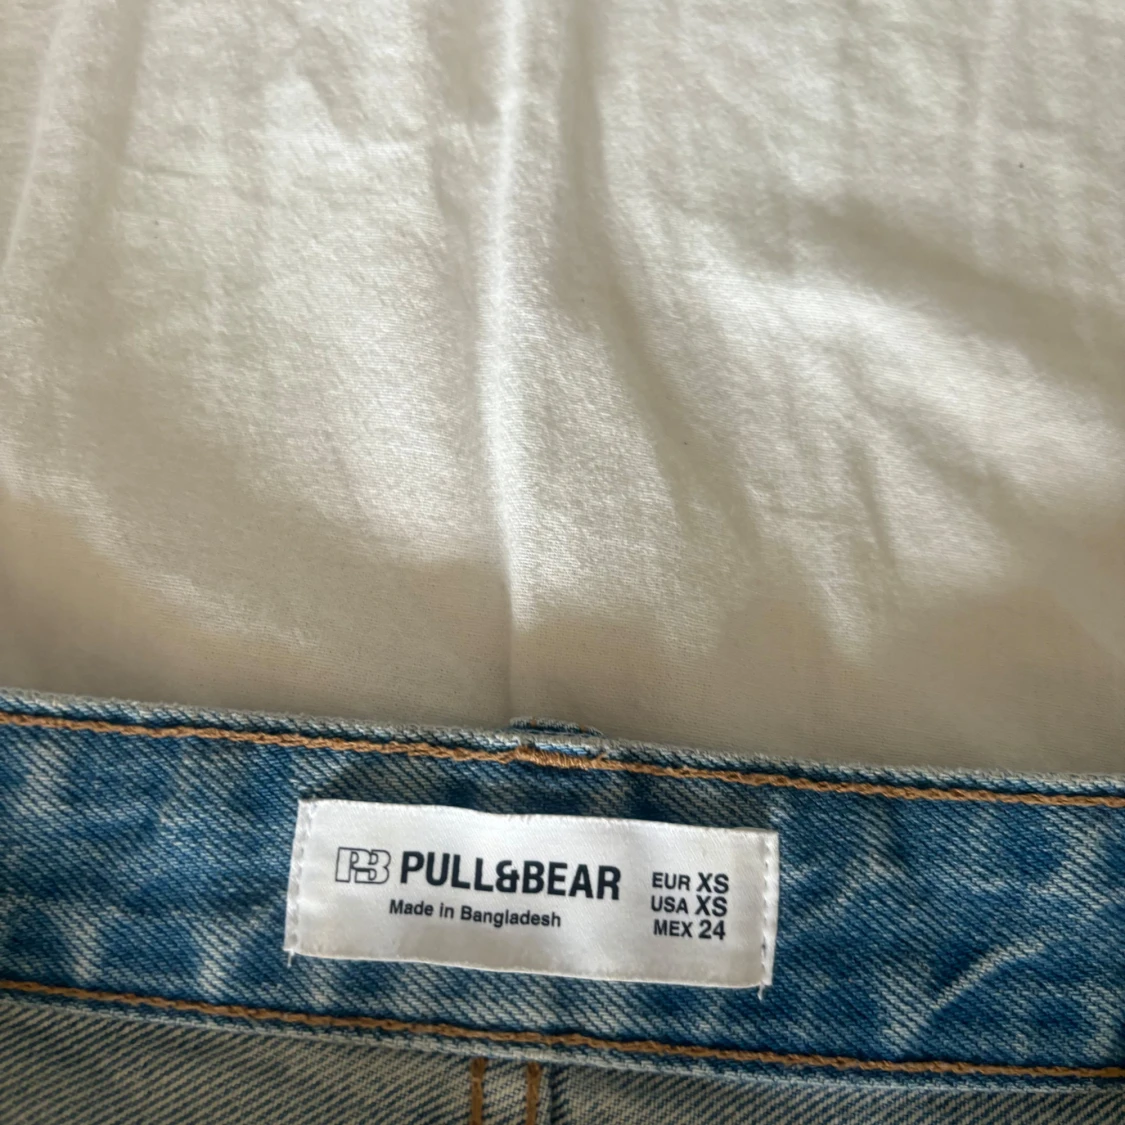 PB PULL&BEAR
Made in Bangladesh
EUR XS
USA XS
MEX 24